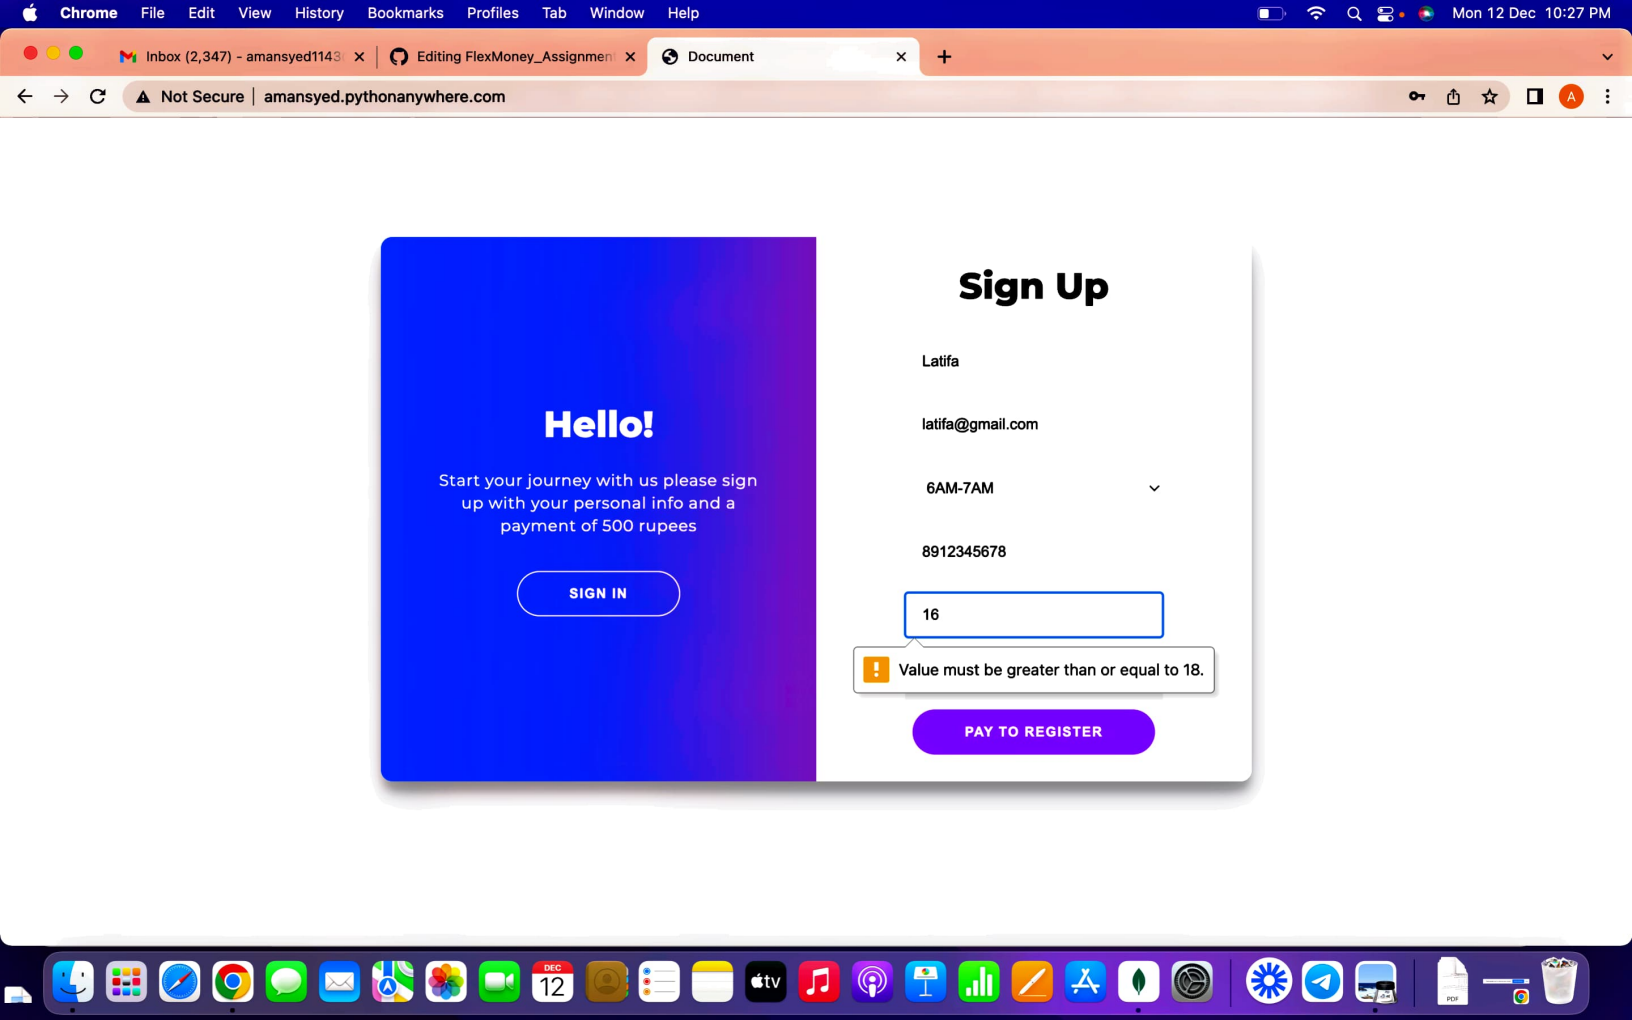 Chrome File Edit View History Bookmarks Profiles Tab Window Help Mon 12 Dec 10:27 PM
Inbox (2,347) - amansyed1143 Editing FlexMoney_Assignment Document
Not Secure amansyed.pythonanywhere.com A
Hello!
Start your journey with us please sign
up with your personal info and a
payment of 500 rupees
SIGN IN
Sign Up
Latifa
latifa@gmail.com
6AM-7AM
8912345678
16
Value must be greater than or equal to 18.
PAY TO REGISTER
DEC
12
tv
PDF